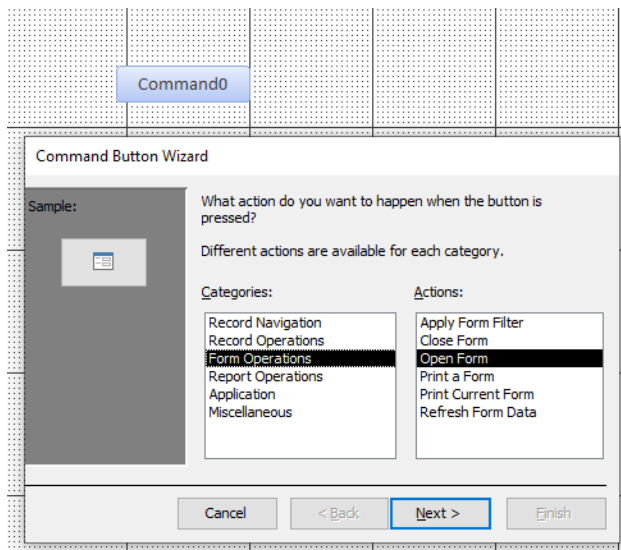 Command0
Command Button Wizard
Sample:
What action do you want to happen when the button is
pressed?
Different actions are available for each category.
Categories:
Actions:
Record Navigation
Record Operations
Form Operations
Report Operations
Application
Miscellaneous
Apply Form Filter
Close Form
Open Form
Print a Form
Print Current Form
Refresh Form Data
Cancel
< Back
Next >
Finish